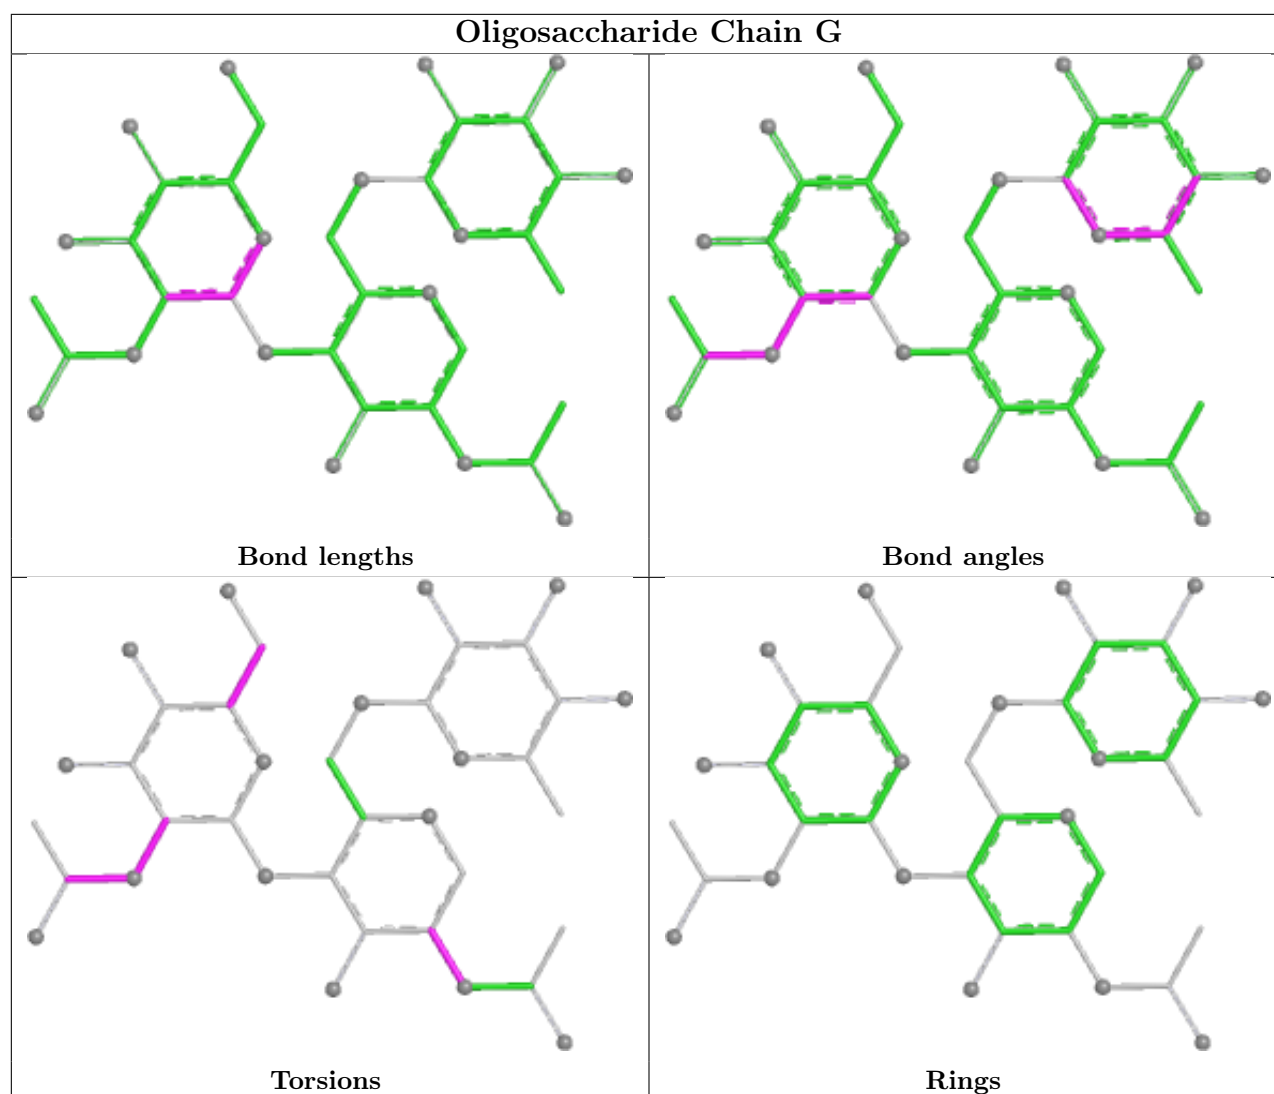 Oligosaccharide Chain G
Bond lengths
Bond angles
Torsions
Rings